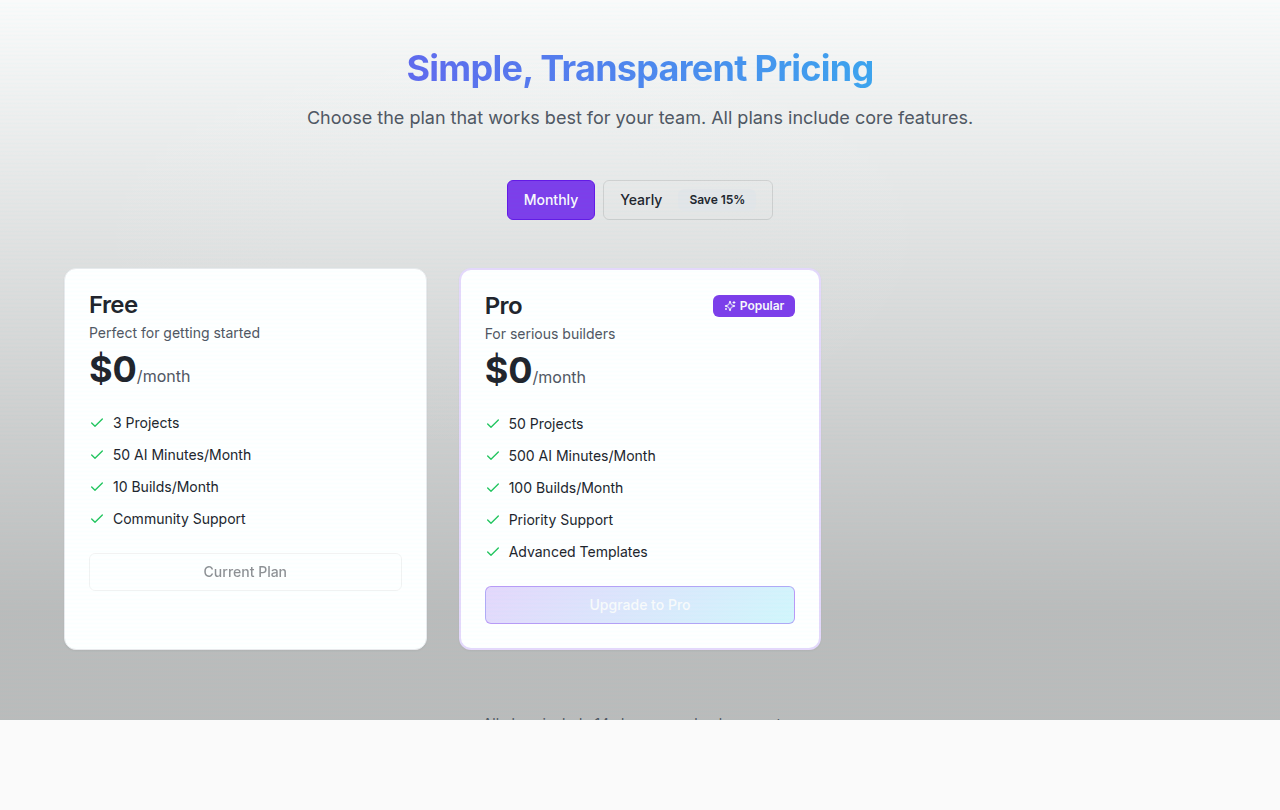 Simple, Transparent Pricing
Choose the plan that works best for your team. All plans include core features.
Monthly
Yearly
Save 15%
Free
Perfect for getting started
$0/month
3 Projects
50 AI Minutes/Month
10 Builds/Month
Community Support
Current Plan
Pro
Popular
For serious builders
$0/month
50 Projects
500 AI Minutes/Month
100 Builds/Month
Priority Support
Advanced Templates
Upgrade to Pro